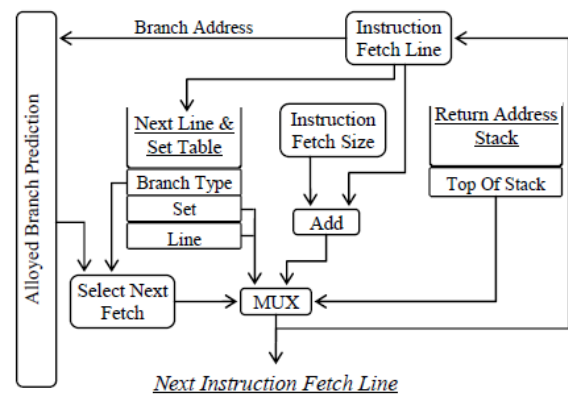 Branch Address
Instruction
Fetch Line
Alloyed Branch Prediction
Next Line &
Set Table
Instruction
Fetch Size
Return Address
Stack
Branch Type
Top Of Stack
Set
Line
Add
Select Next
Fetch
MUX
Next Instruction Fetch Line